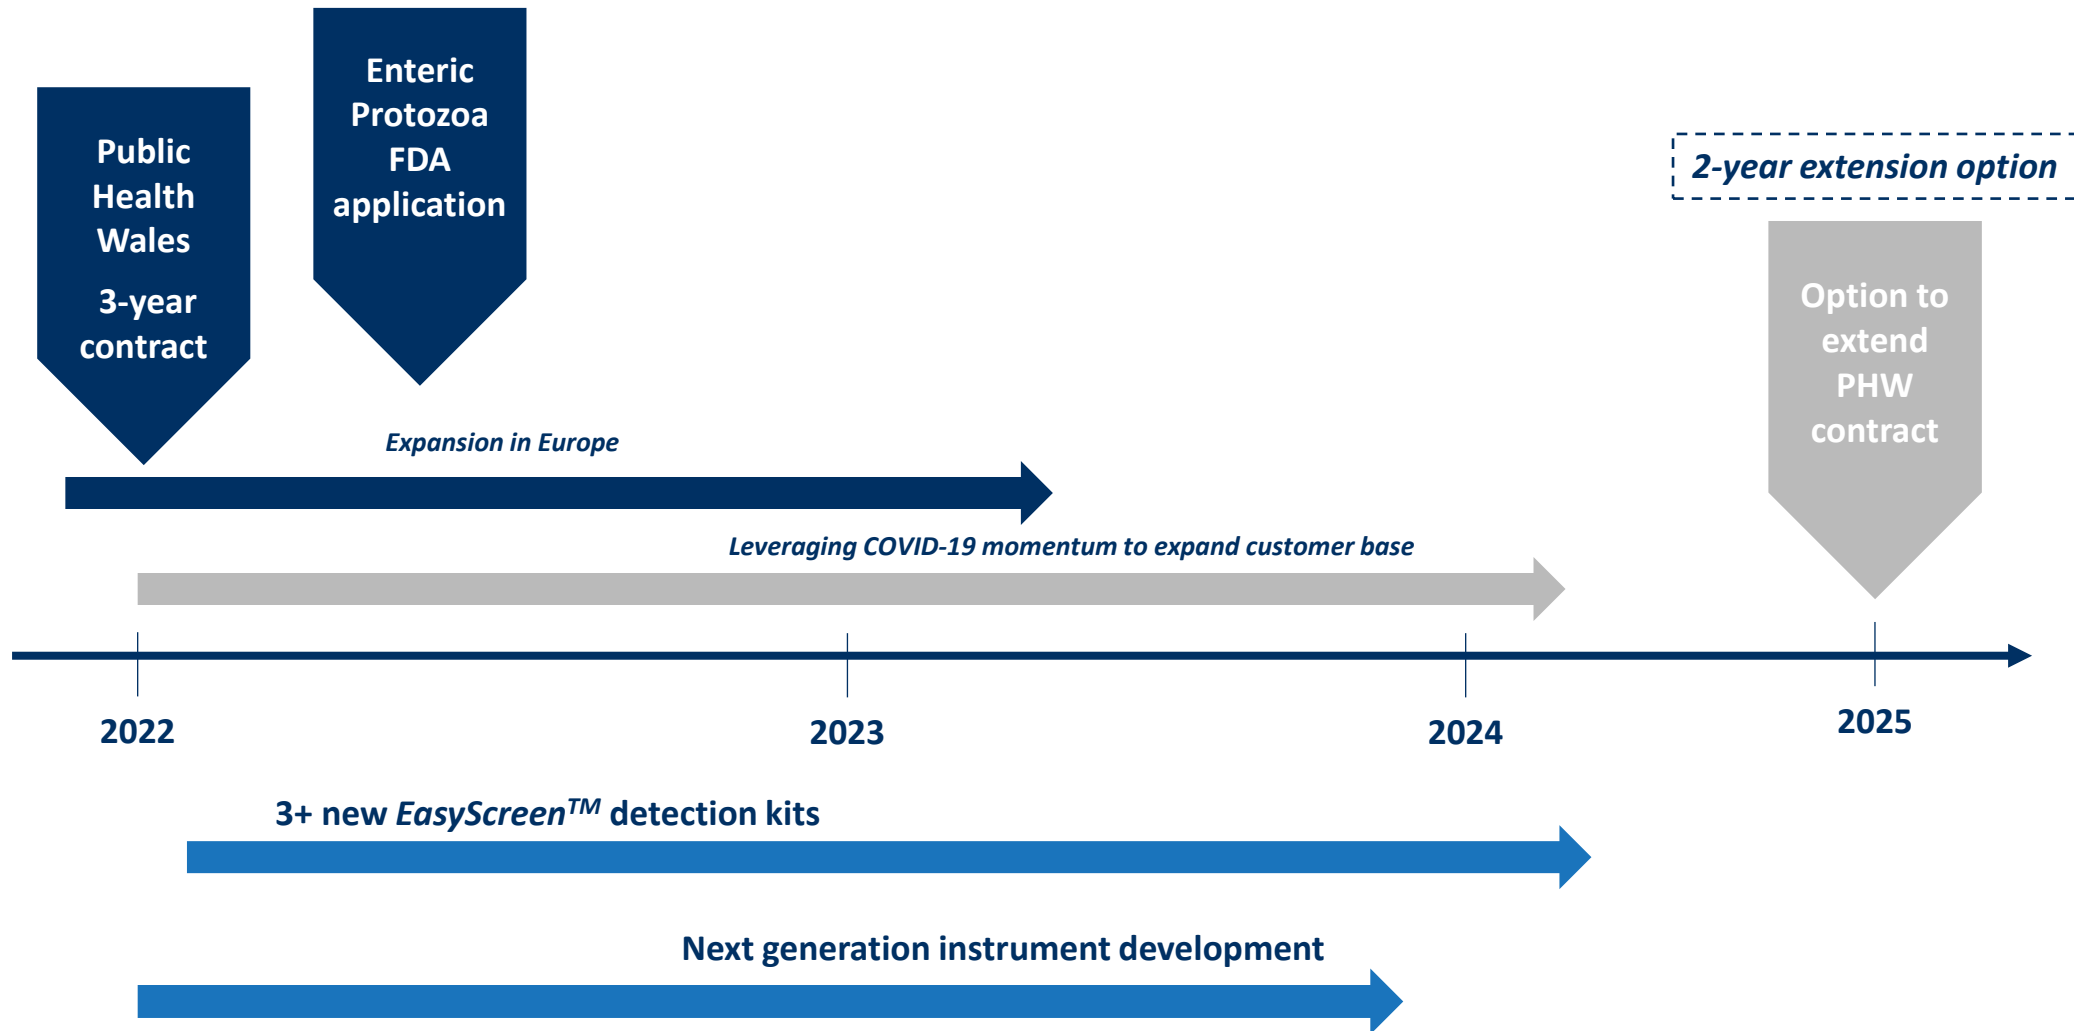 Public
Health
Wales
3-year
contract
Enteric
Protozoa
FDA
application
2-year extension option
Option to
extend
PHW
contract
Expansion in Europe
Leveraging COVID-19 momentum to expand customer base
2022
2023
2024
2025
3+ new EasyScreenTM detection kits
Next generation instrument development